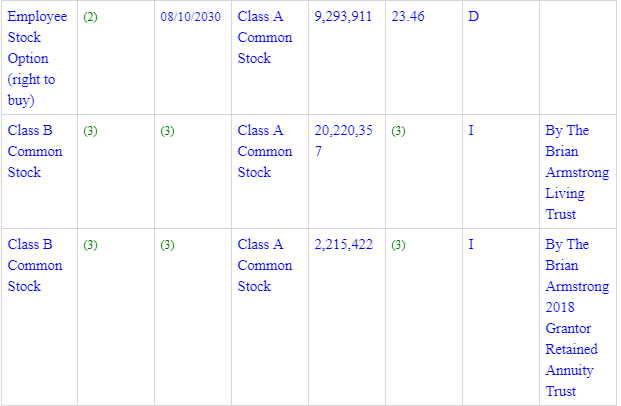 Employee Stock Option (right to buy) (2) 08/10/2030 Class A Common Stock 9,293,911 23.46 D
Class B Common Stock (3) (3) Class A Common Stock 20,220,357 (3) I By The Brian Armstrong Living Trust
Class B Common Stock (3) (3) Class A Common Stock 2,215,422 (3) I By The Brian Armstrong 2018 Grantor Retained Annuity Trust